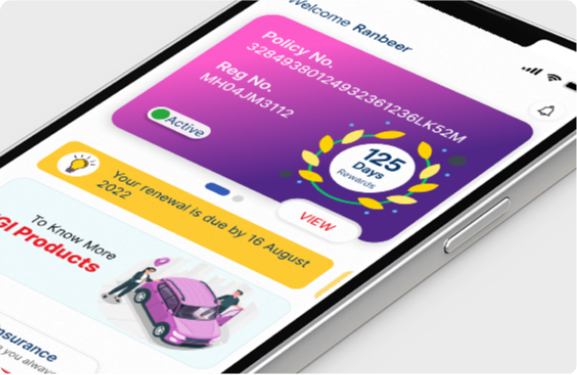 Welcome Ranbeer
Policy No.
32849380124932361236LK52M
Reg No.
MH04JM3112
Active
125
Days
Rewards
VIEW
Your renewal is due by 16 August
2022
To Know More
GI Products
nsurance
you always